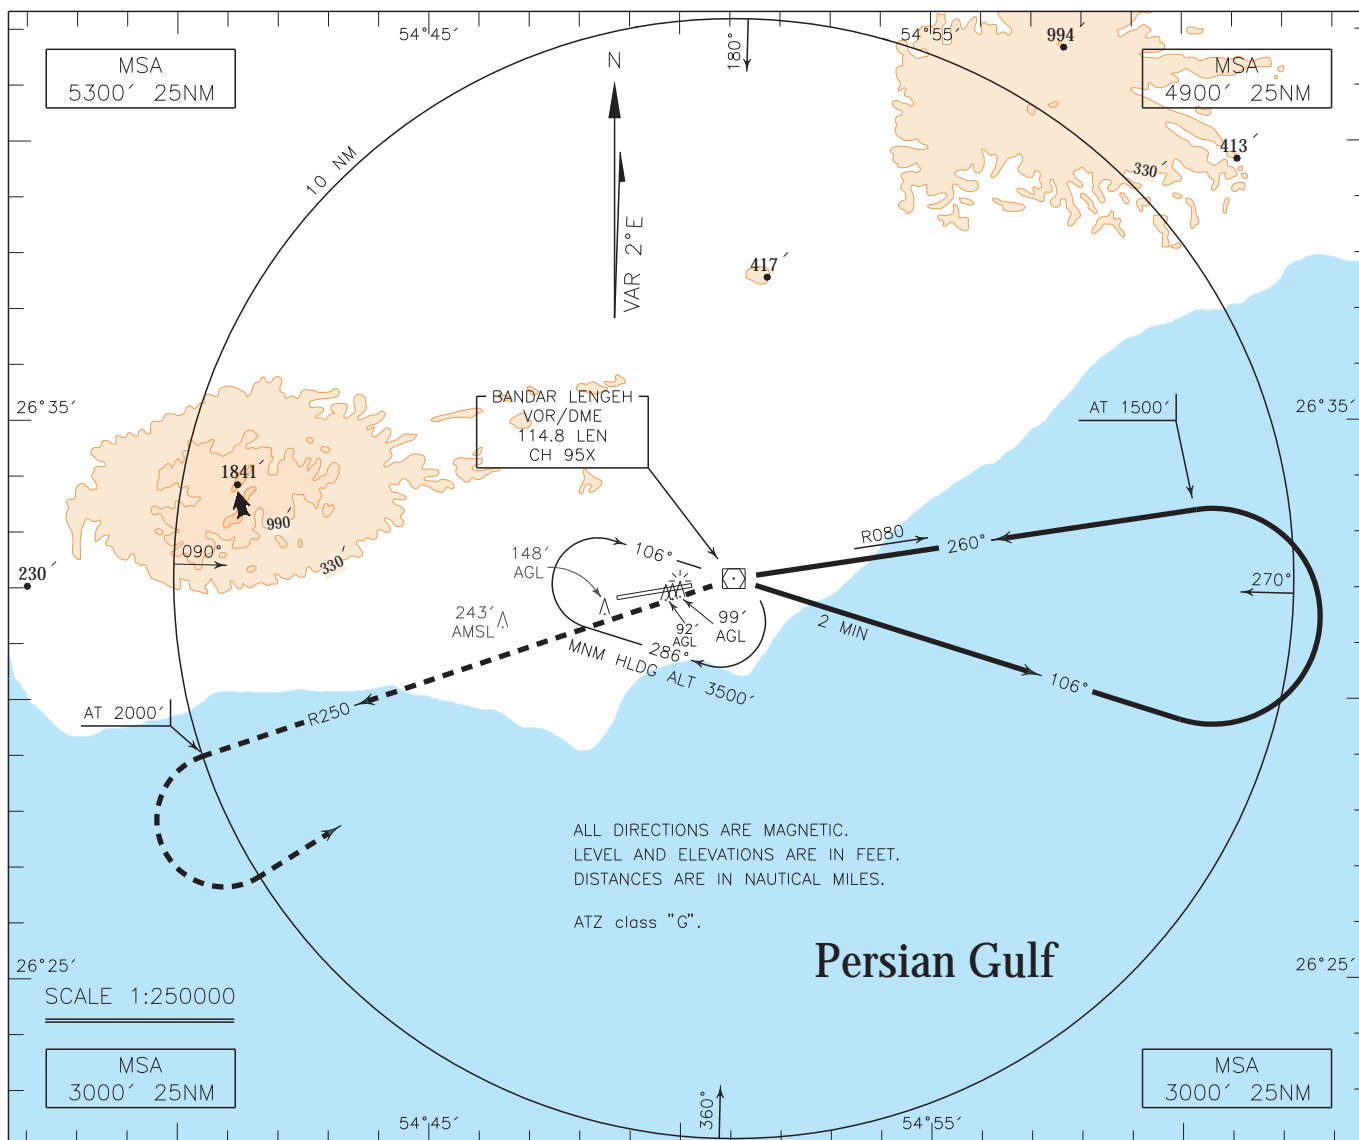 54°45′
54°55′
180°
994′
MSA
5300′ 25NM
N
MSA
4900′ 25NM
413′
330′
10 NM
VAR 2°E
417′
26°35′
26°35′
BANDAR LENGEH
VOR/DME
114.8 LEN
CH 95X
AT 1500′
1841′
990′
330′
090°
230′
R080
260°
106°
148′
AGL
270°
243′
AMSL
99′
AGL
92′
AGL
2 MIN
286°
MNM HLDG ALT 3500′
106°
AT 2000′
R250
ALL DIRECTIONS ARE MAGNETIC.
LEVEL AND ELEVATIONS ARE IN FEET.
DISTANCES ARE IN NAUTICAL MILES.
ATZ class "G".
Persian Gulf
26°25′
26°25′
SCALE 1:250000
MSA
3000′ 25NM
MSA
3000′ 25NM
360°
54°45′
54°55′